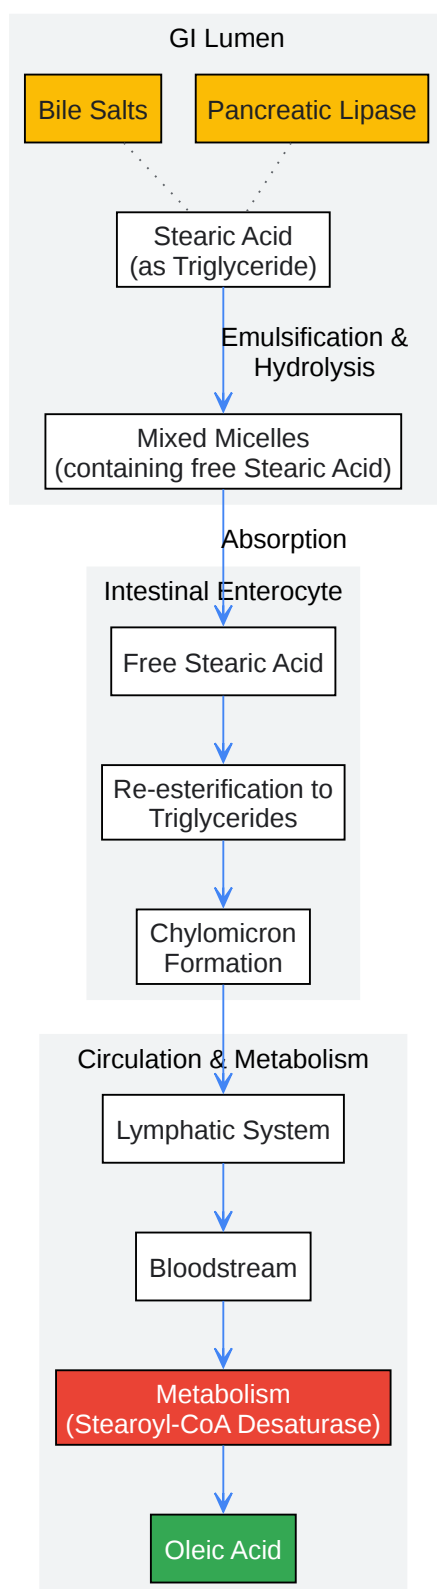 GI Lumen
Bile Salts
Pancreatic Lipase
Stearic Acid
(as Triglyceride)
Emulsification &
Hydrolysis
Mixed Micelles
(containing free Stearic Acid)
Absorption
Intestinal Enterocyte
Free Stearic Acid
Re-esterification to
Triglycerides
Chylomicron
Formation
Circulation & Metabolism
Lymphatic System
Bloodstream
Metabolism
(Stearoyl-CoA Desaturase)
Oleic Acid